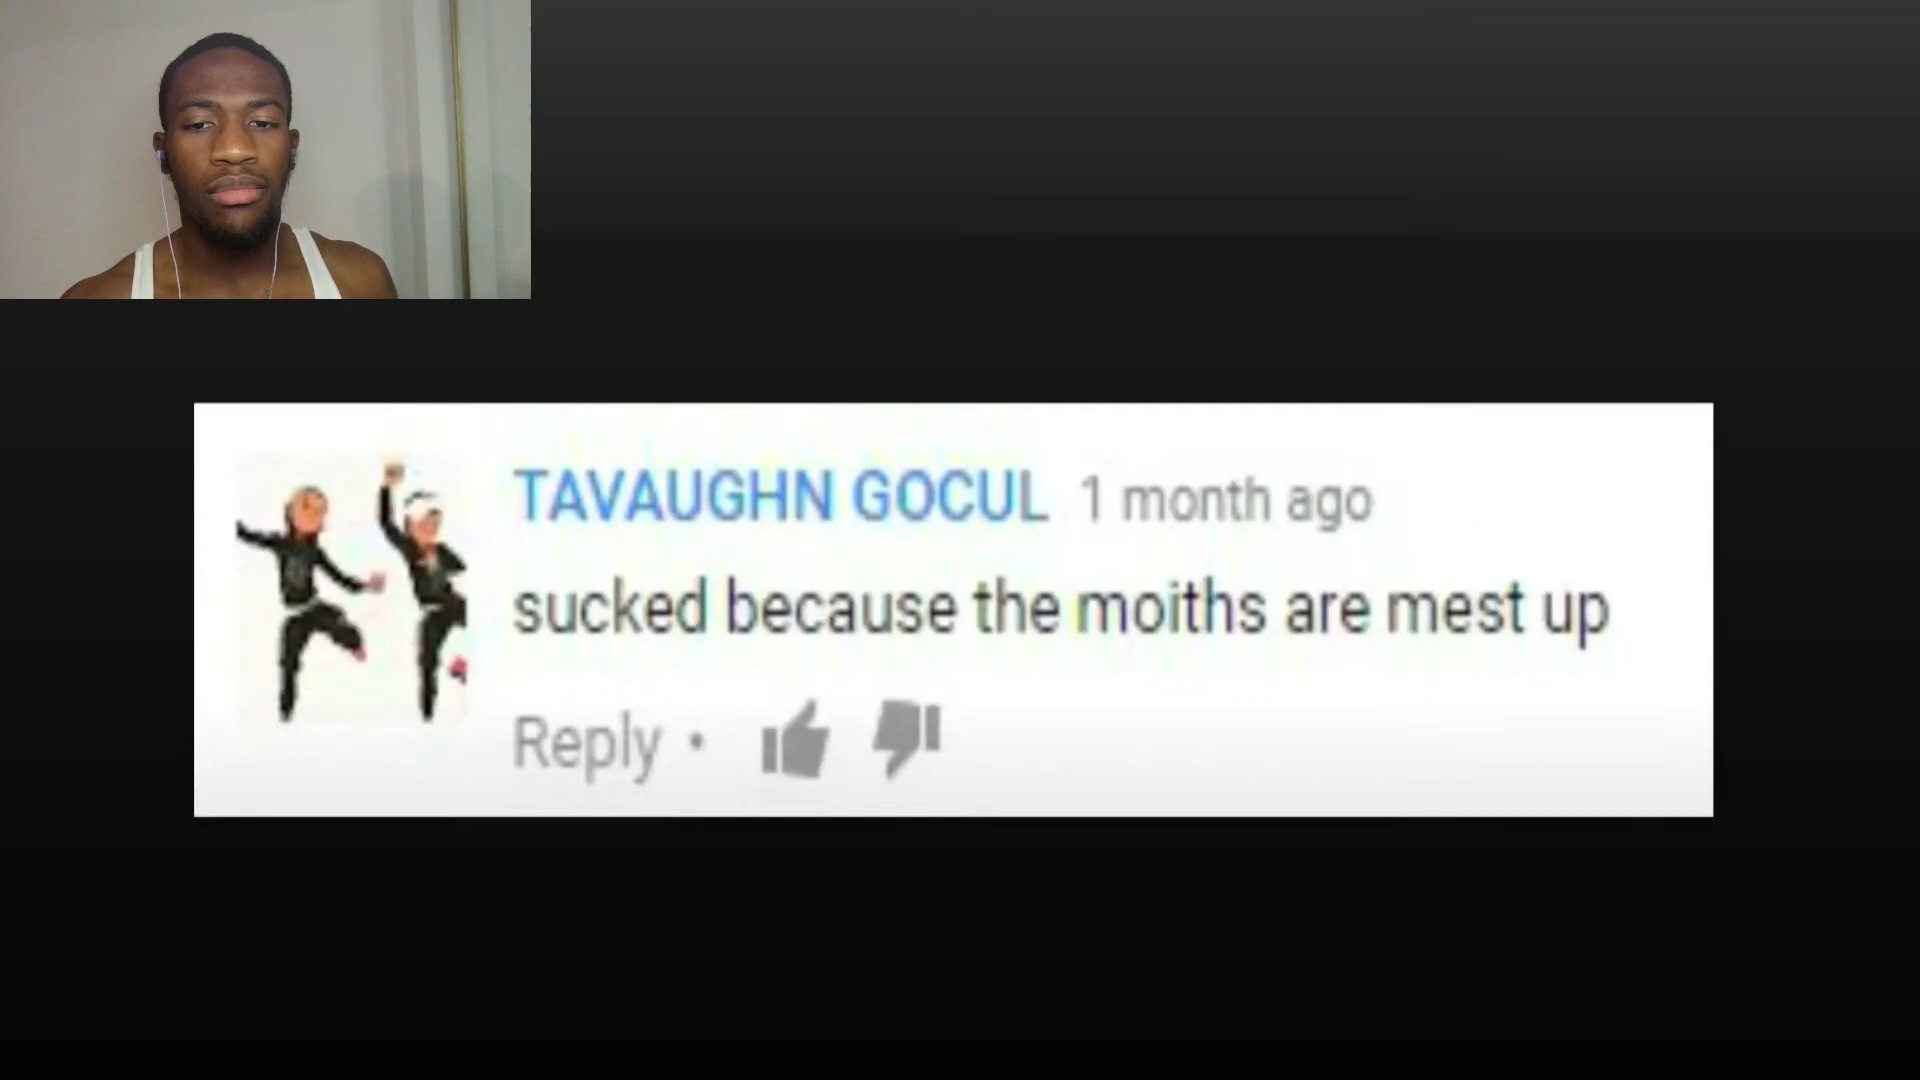 TAVAUGHN GOCUL 1 month ago
sucked because the moiths are mest up
Reply •